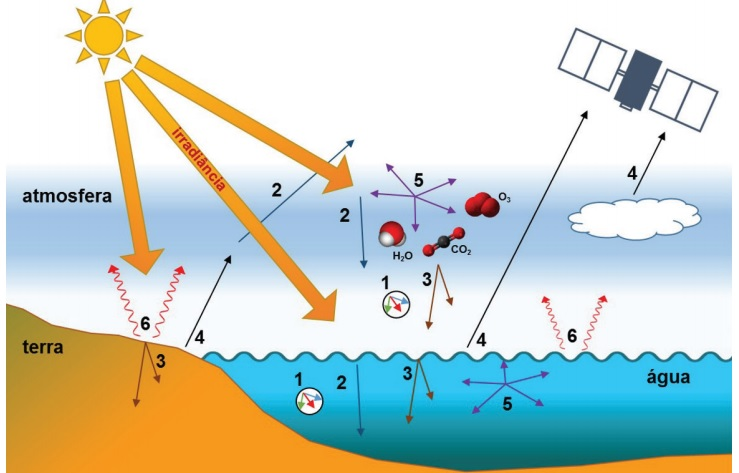 irradiância
4
2
atmosfera
5
2
O₃
H₂O
CO₂
3
1
6
4
4
6
terra
3
3
1
2
5
água